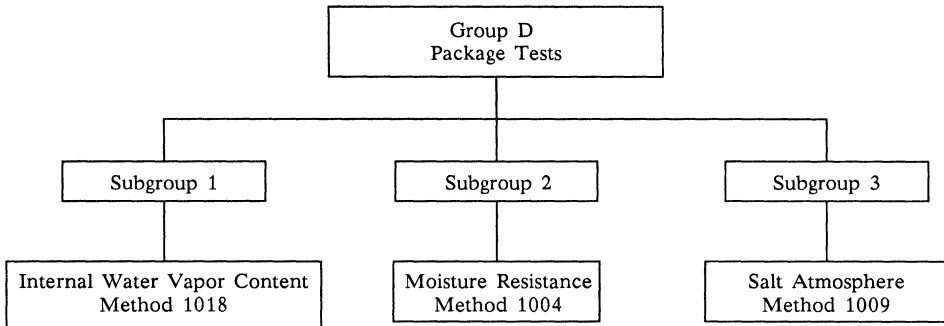 Group D
Package Tests
Subgroup 1
Subgroup 2
Subgroup 3
Internal Water Vapor Content
Method 1018
Moisture Resistance
Method 1004
Salt Atmosphere
Method 1009